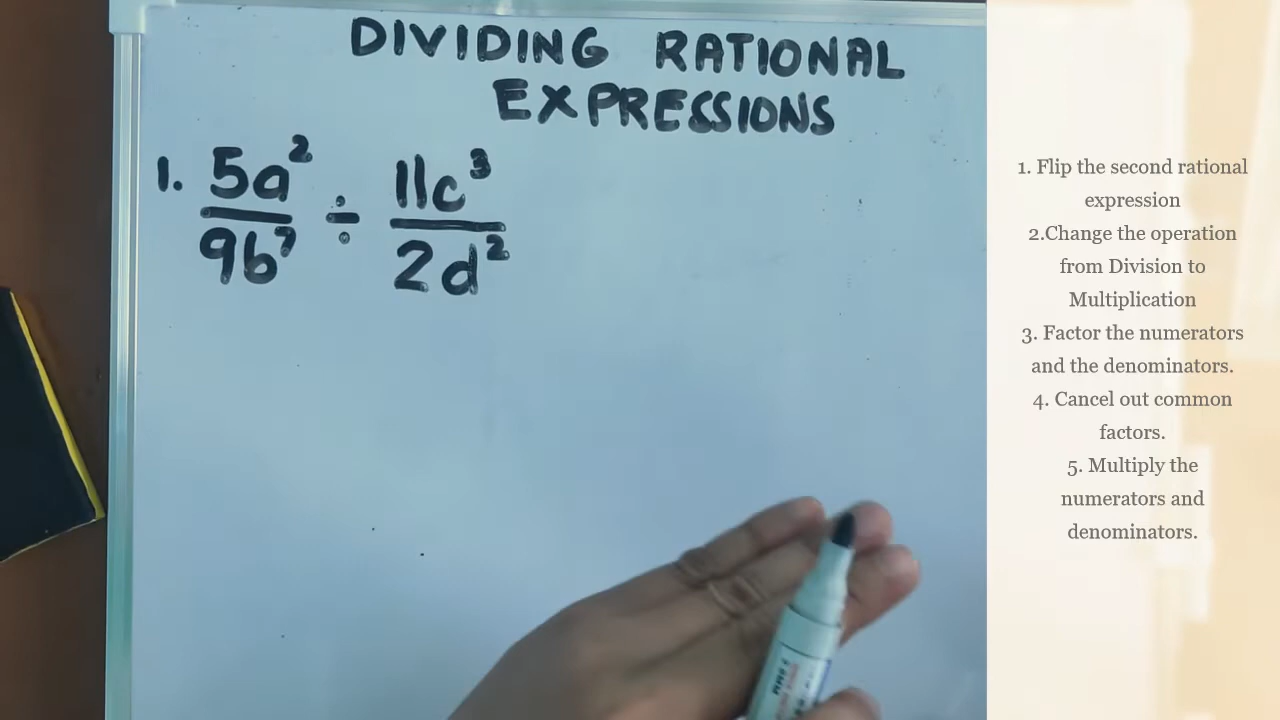 DIVIDING RATIONAL
EXPRESSIONS
1. 5a² ÷ 11c³
9b⁷ 2d²
1. Flip the second rational
expression
2.Change the operation
from Division to
Multiplication
3. Factor the numerators
and the denominators.
4. Cancel out common
factors.
5. Multiply the
numerators and
denominators.